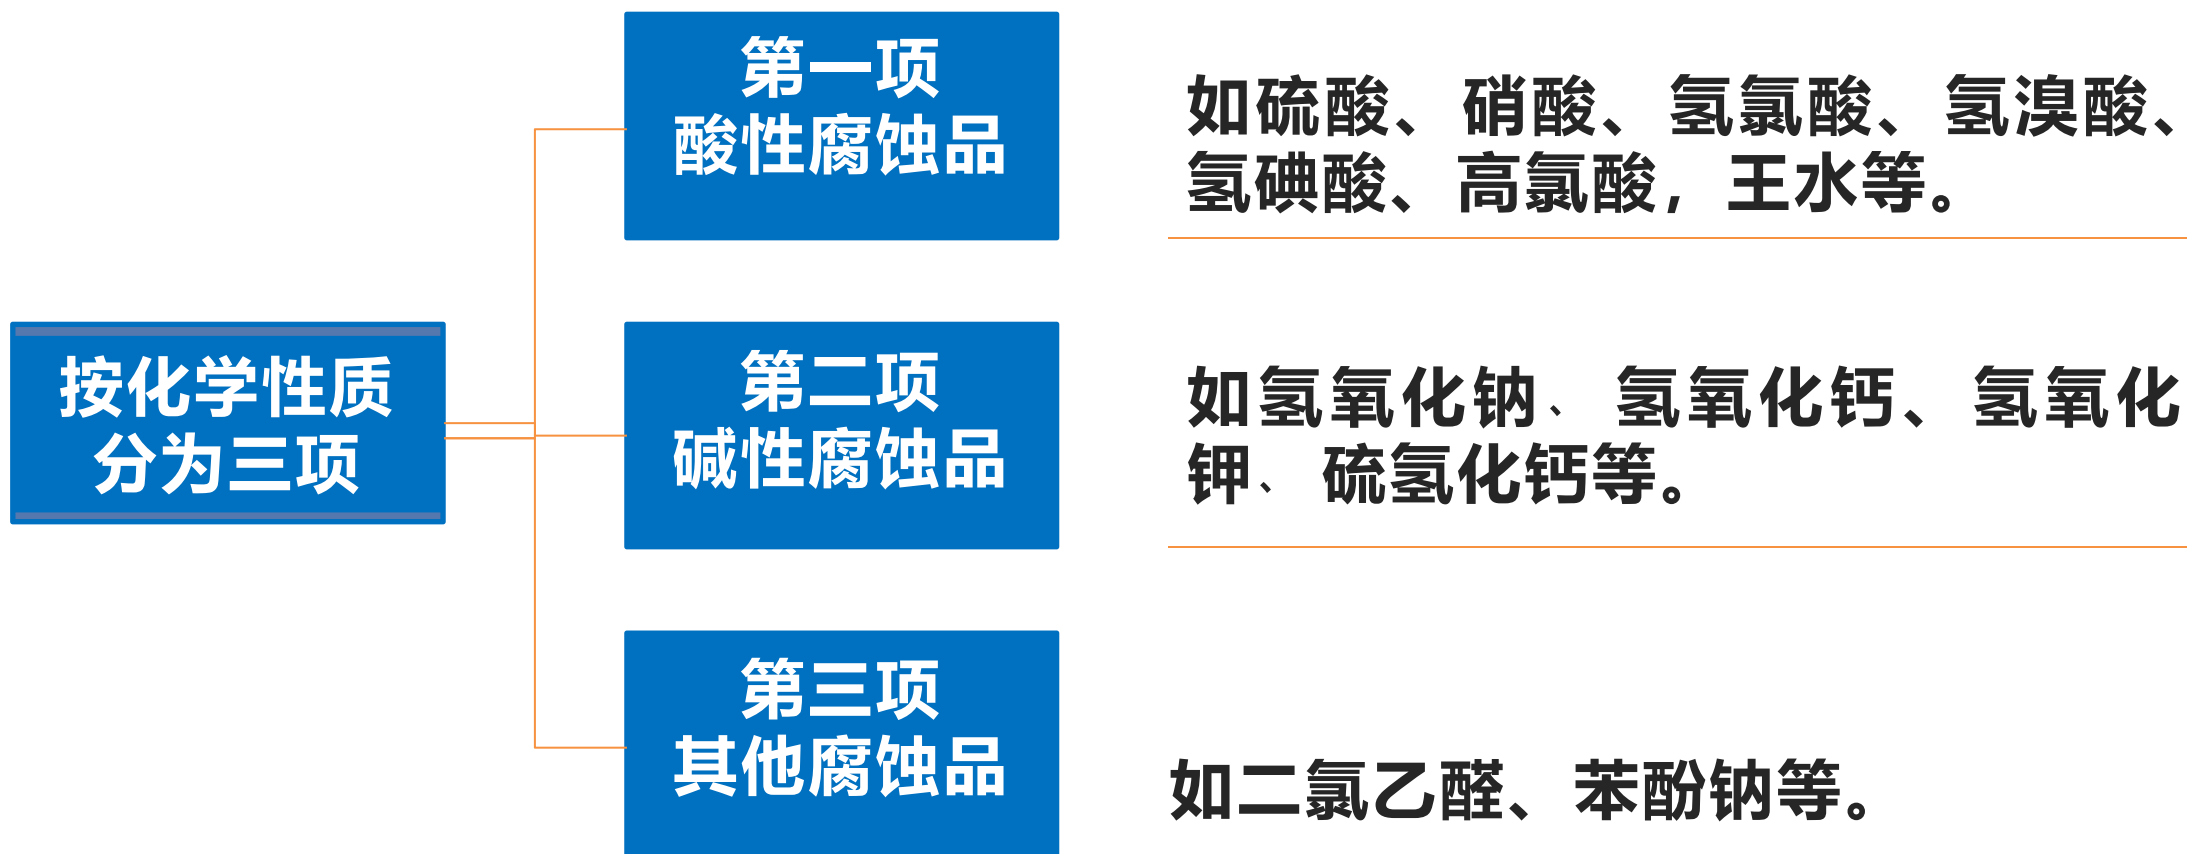 按化学性质
分为三项
第一项
酸性腐蚀品
如硫酸、硝酸、氢氯酸、氢溴酸、
氢碘酸、高氯酸，王水等。
第二项
碱性腐蚀品
如氢氧化钠、氢氧化钙、氢氧化
钾、硫氢化钙等。
第三项
其他腐蚀品
如二氯乙醛、苯酚钠等。